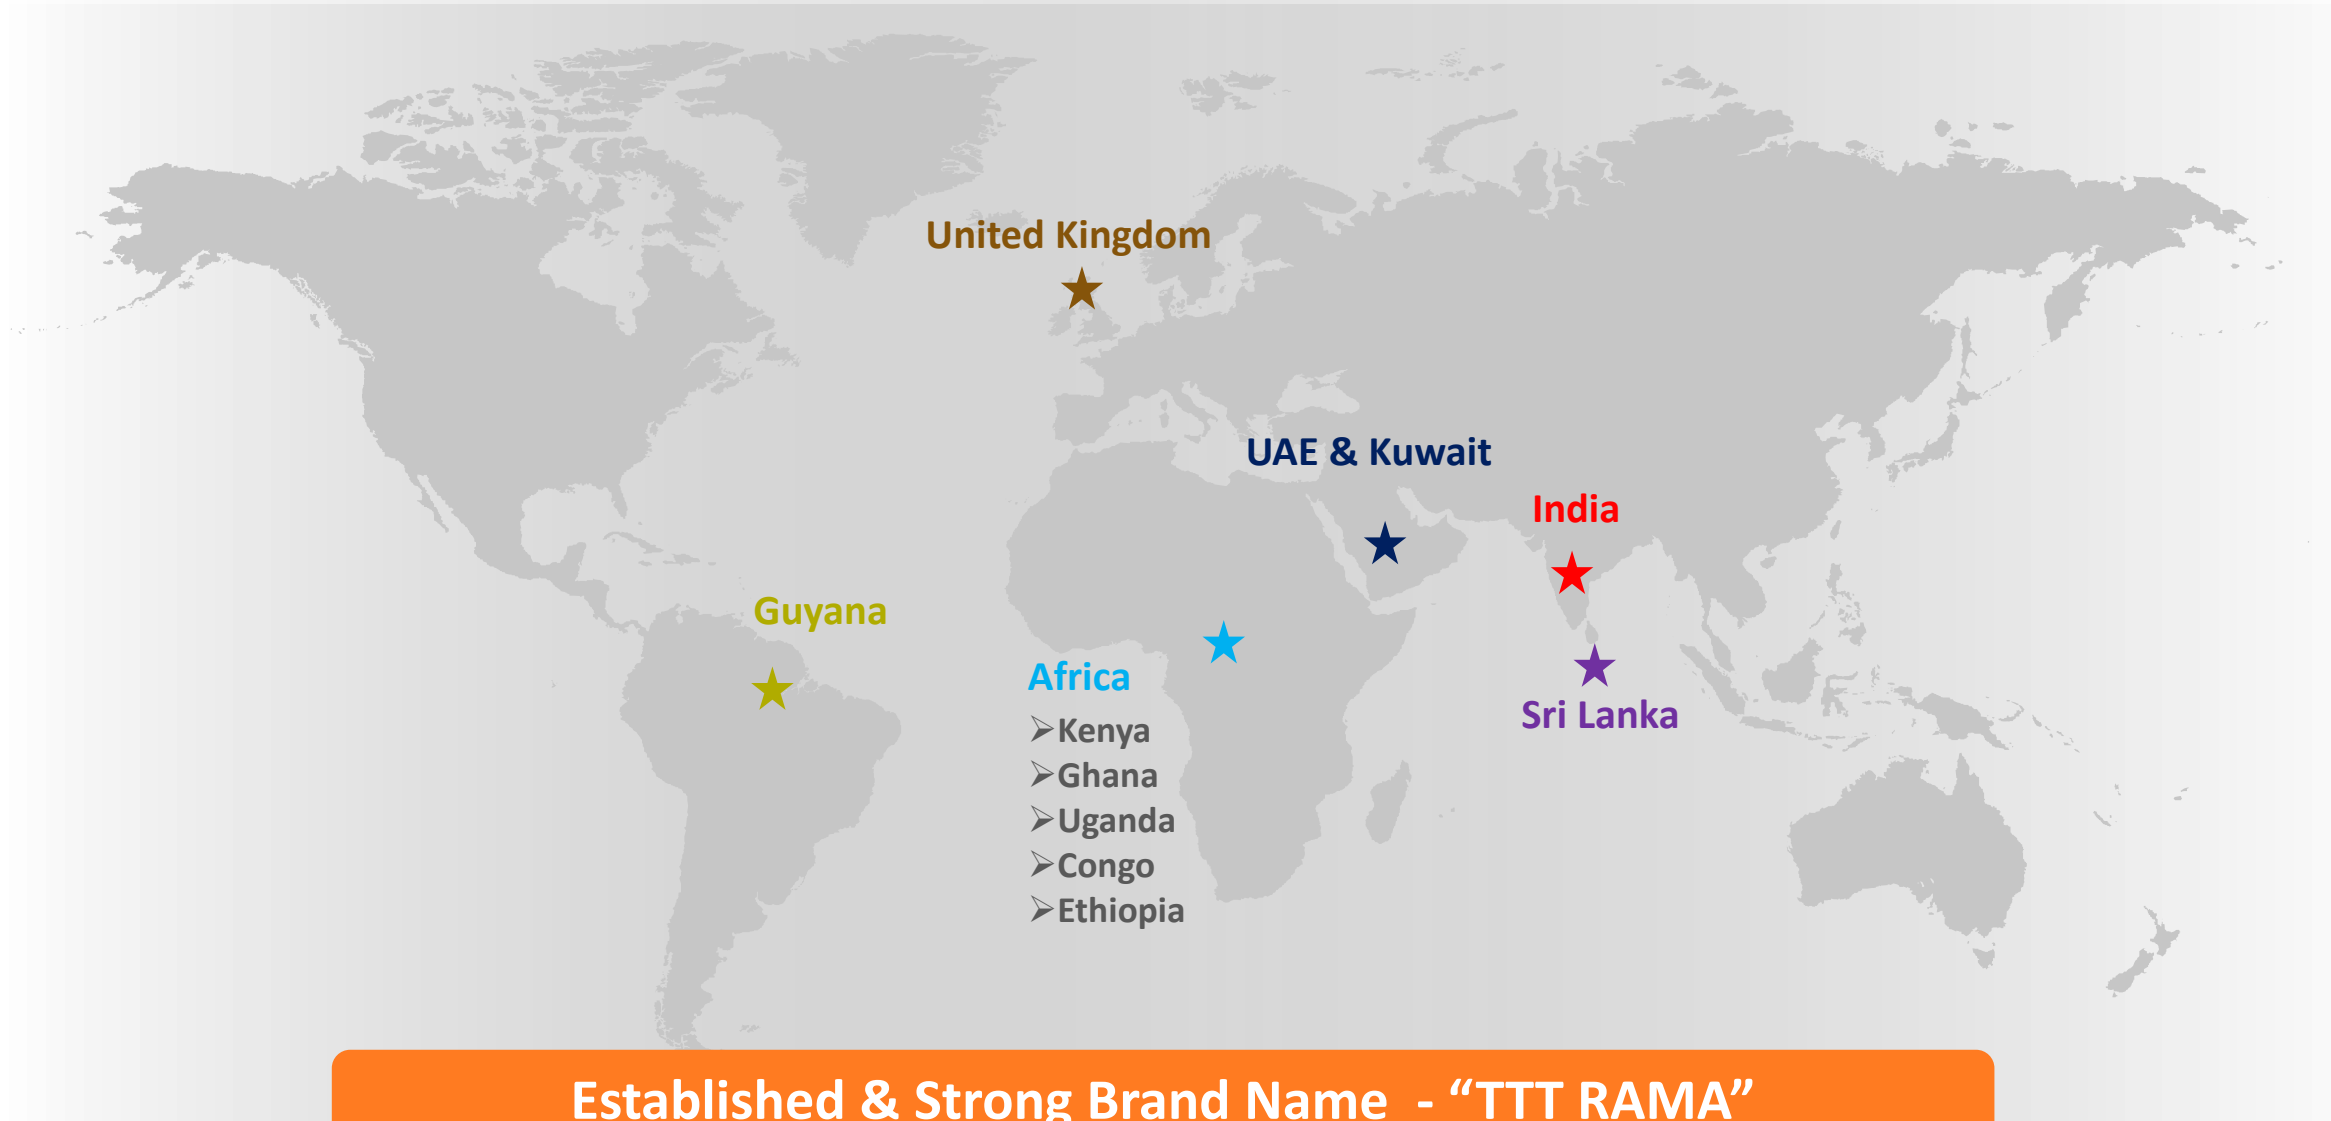 United Kingdom
UAE & Kuwait
India
Guyana
Africa
➢Kenya
➢Ghana
➢Uganda
➢Congo
➢Ethiopia
Sri Lanka
Established & Strong Brand Name - “TTT RAMA”